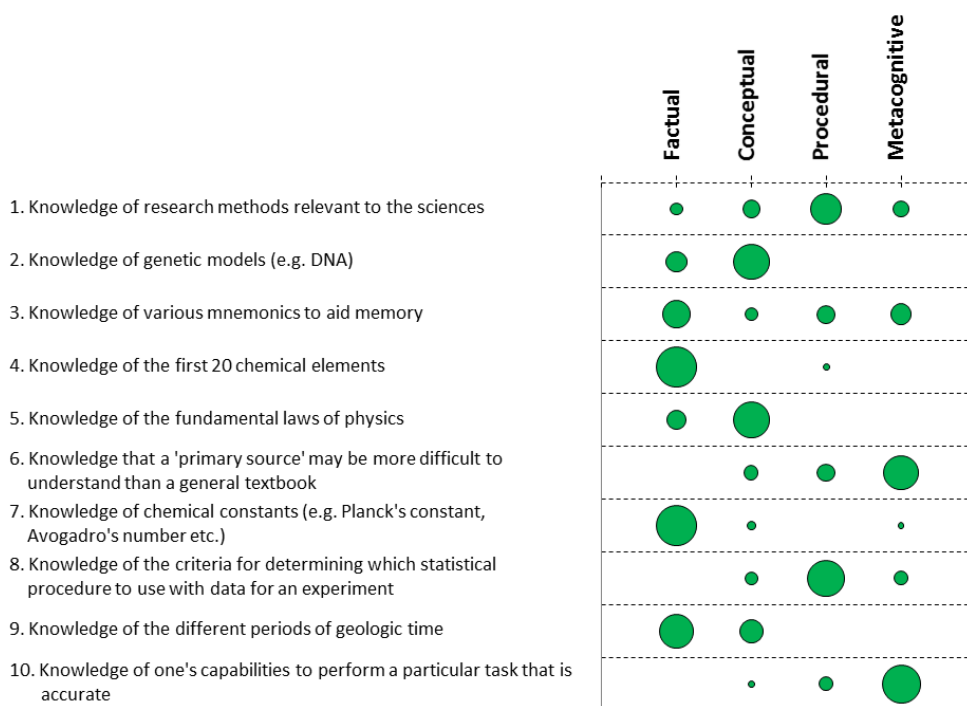 Factual
Conceptual
Procedural
Metacognitive
1. Knowledge of research methods relevant to the sciences
2. Knowledge of genetic models (e.g. DNA)
3. Knowledge of various mnemonics to aid memory
4. Knowledge of the first 20 chemical elements
5. Knowledge of the fundamental laws of physics
6. Knowledge that a 'primary source' may be more difficult to
understand than a general textbook
7. Knowledge of chemical constants (e.g. Planck's constant,
Avogadro's number etc.)
8. Knowledge of the criteria for determining which statistical
procedure to use with data for an experiment
9. Knowledge of the different periods of geologic time
10. Knowledge of one's capabilities to perform a particular task that is
accurate